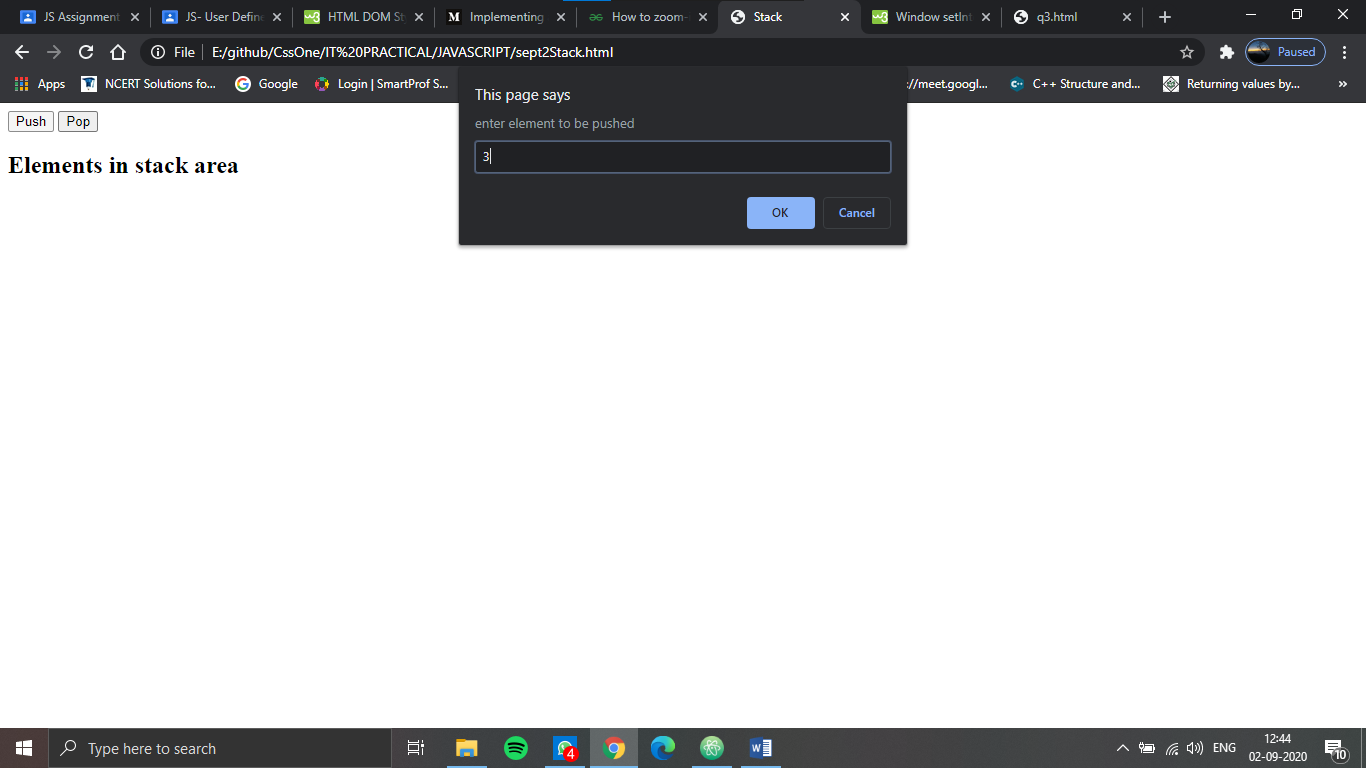 JS Assignment
JS- User Define
HTML DOM St
Implementing
How to zoom-
Stack
Window setInt
q3.html
File
E:/github/CssOne/IT%20PRACTICAL/JAVASCRIPT/sept2Stack.html
Paused
Apps
NCERT Solutions fo...
Google
Login | SmartProf S...
://meet.googl...
C++ Structure and...
Returning values by...
»
This page says
enter element to be pushed
3
OK
Cancel
Push
Pop
Elements in stack area
Type here to search
4
ENG
12:44
02-09-2020
10